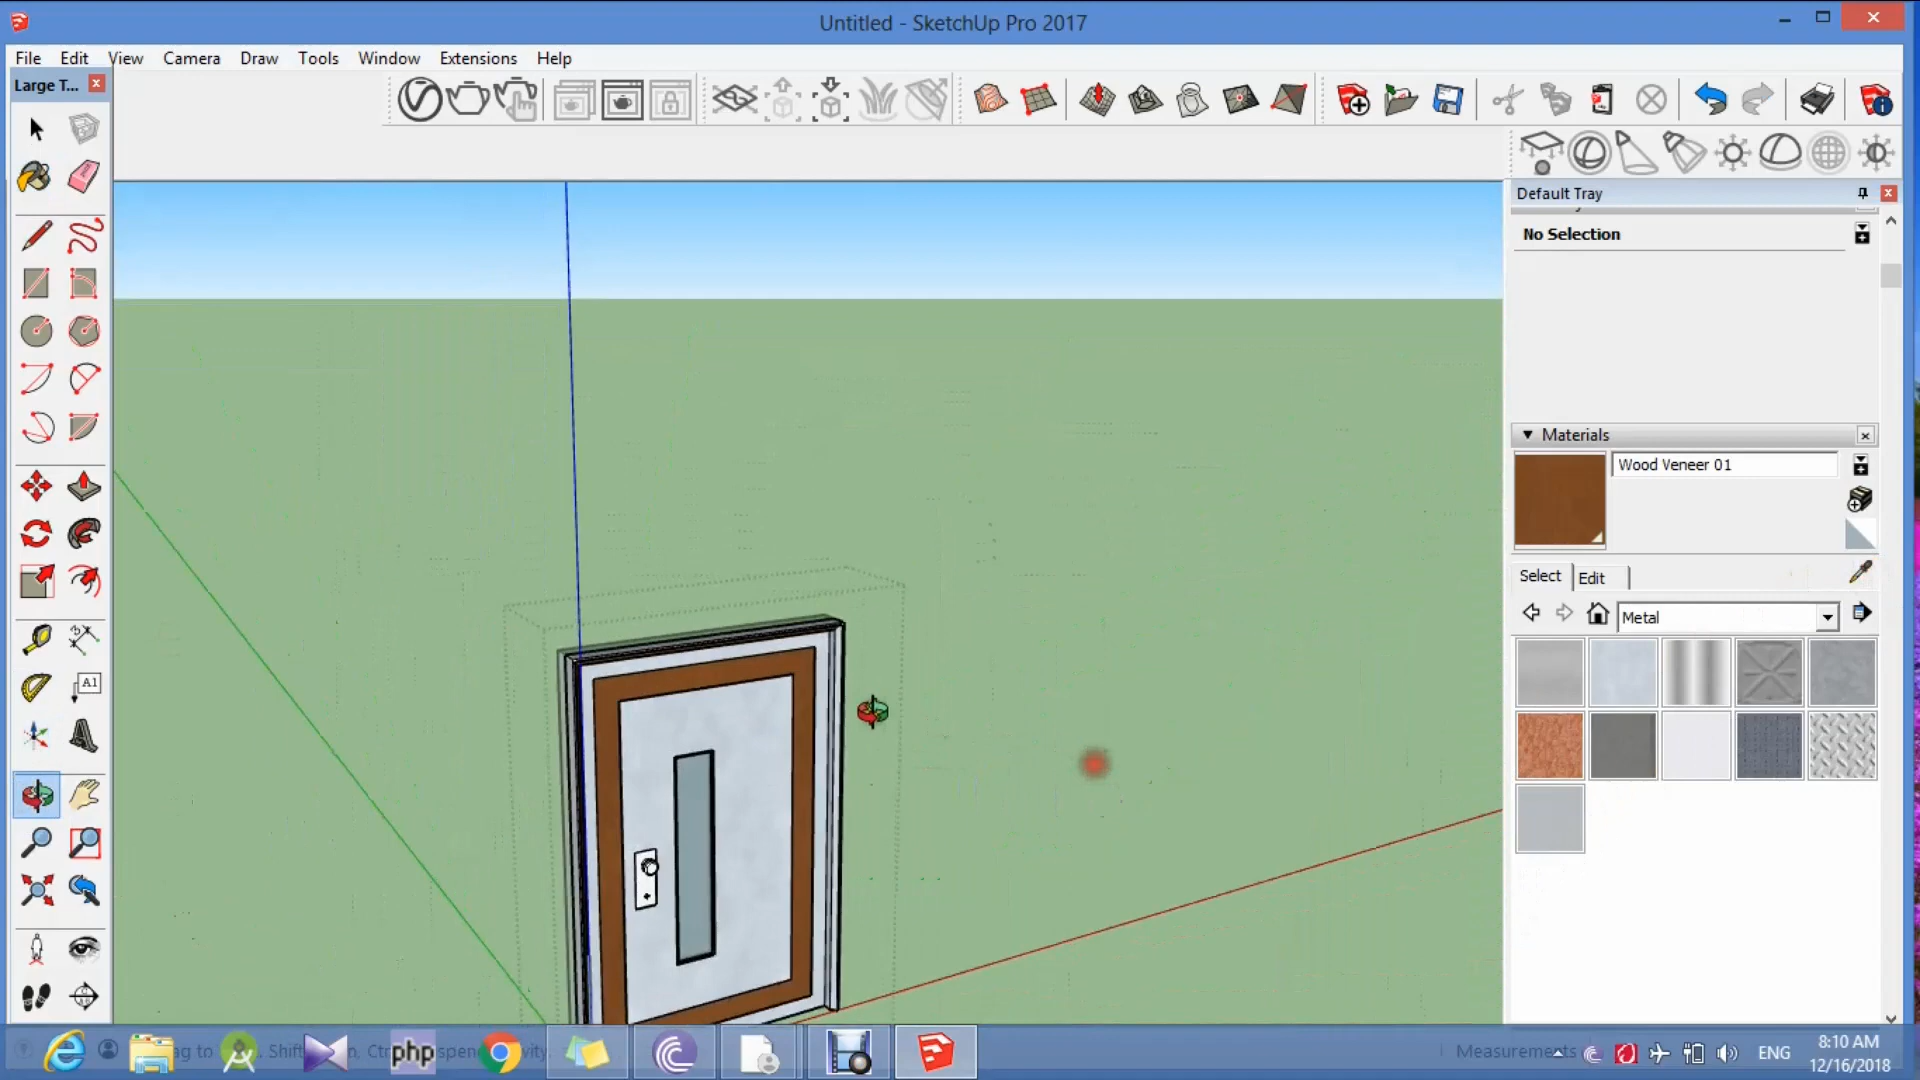 Untitled - SketchUp Pro 2017
File Edit View Camera Draw Tools Window Extensions Help
Large T...
A1
Default Tray
No Selection
Materials
Wood Veneer 01
Select Edit
Metal
php
Measurements
ENG
8:10 AM
12/16/2018